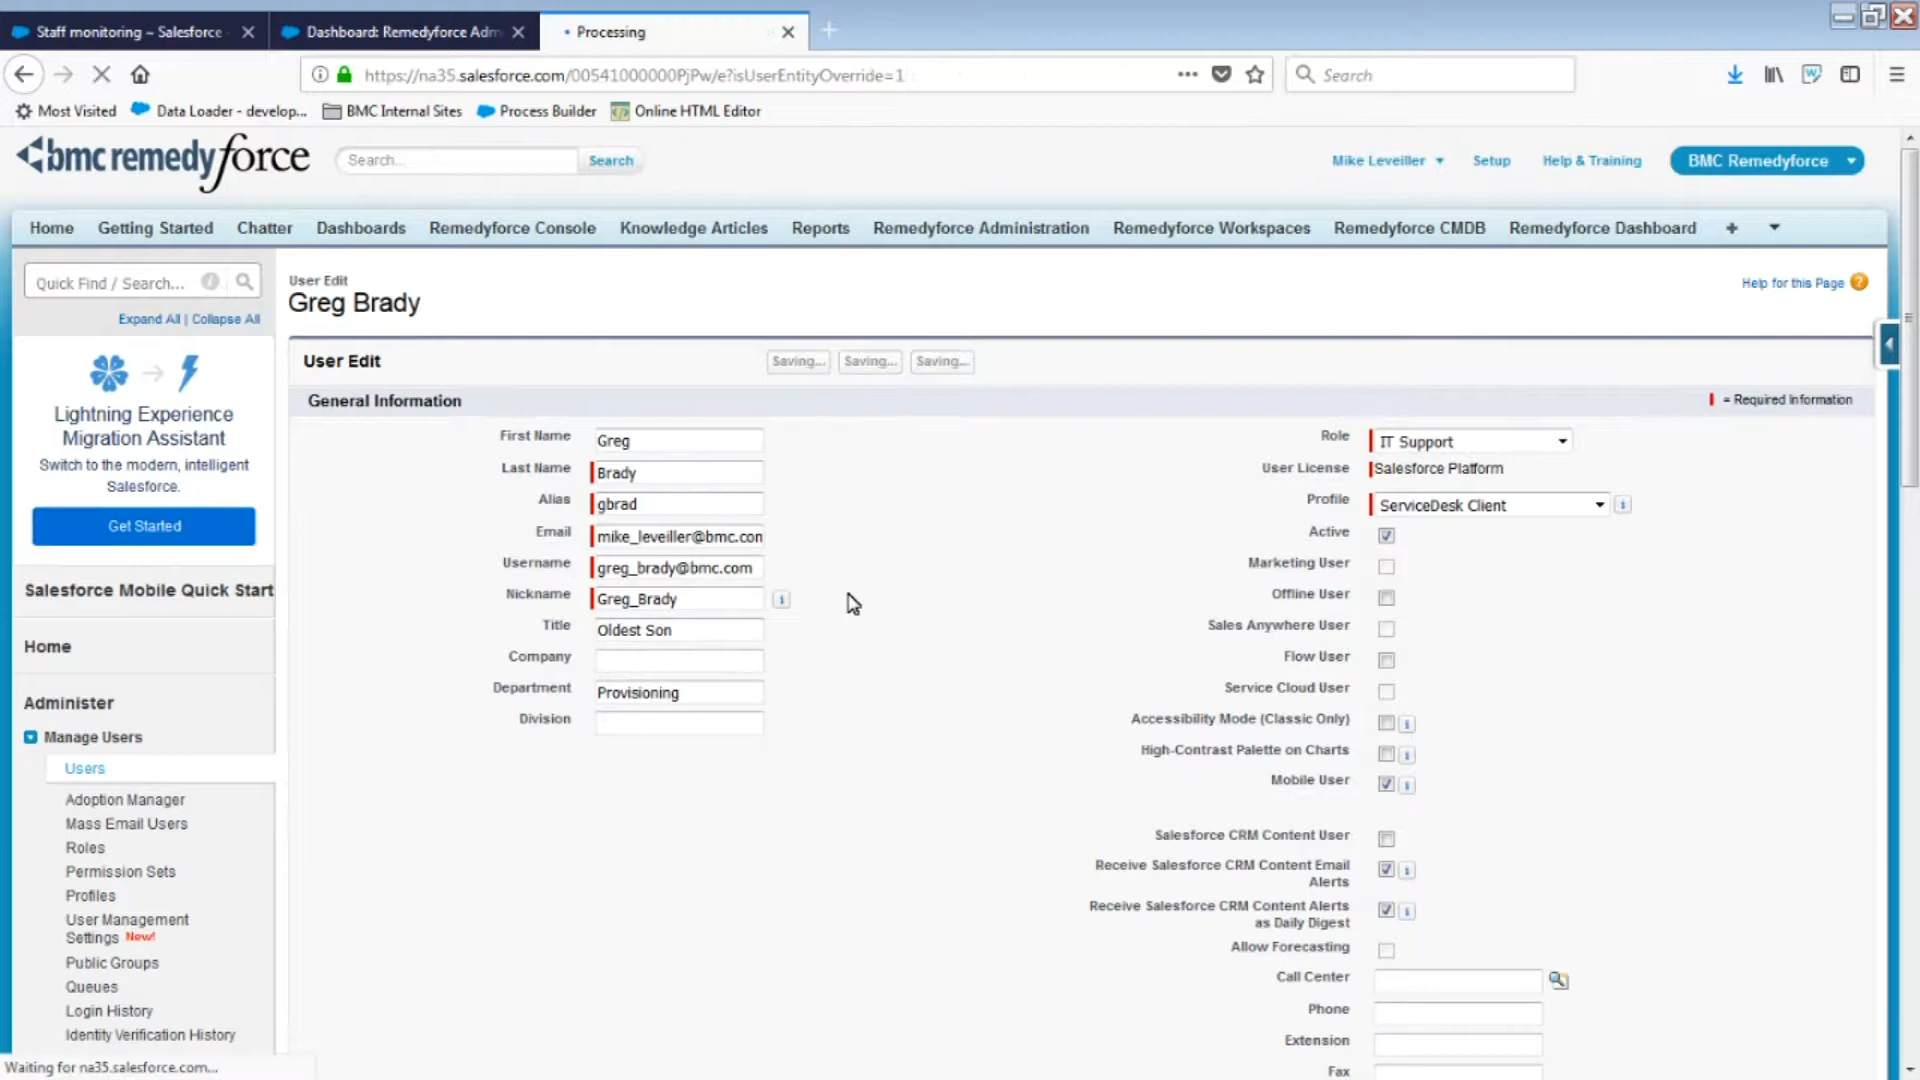 Staff monitoring ~ Salesforce
Dashboard: Remedyforce Adm
Processing
https://na35.salesforce.com/00541000000PjPw/e?isUserEntityOverride=1
Search
Most Visited
Data Loader - develop...
BMC Internal Sites
Process Builder
Online HTML Editor
bmc remedyforce
Search...
Search
Mike Leveiller
Setup
Help & Training
BMC Remedyforce
Home
Getting Started
Chatter
Dashboards
Remedyforce Console
Knowledge Articles
Reports
Remedyforce Administration
Remedyforce Workspaces
Remedyforce CMDB
Remedyforce Dashboard
+
Quick Find / Search...
Expand All | Collapse All
Lightning Experience
Migration Assistant
Switch to the modern, intelligent
Salesforce.
Get Started
Salesforce Mobile Quick Start
Home
Administer
Manage Users
Users
Adoption Manager
Mass Email Users
Roles
Permission Sets
Profiles
User Management
Settings New!
Public Groups
Queues
Login History
Identity Verification History
Waiting for na35.salesforce.com...
User Edit
Greg Brady
Help for this Page
User Edit
Saving...
Saving...
Saving...
General Information
= Required Information
First Name
Greg
Last Name
Brady
Alias
gbrad
Email
mike_leveiller@bmc.com
Username
greg_brady@bmc.com
Nickname
Greg_Brady
Title
Oldest Son
Company
Department
Provisioning
Division
Role
IT Support
User License
Salesforce Platform
Profile
ServiceDesk Client
Active
Marketing User
Offline User
Sales Anywhere User
Flow User
Service Cloud User
Accessibility Mode (Classic Only)
High-Contrast Palette on Charts
Mobile User
Salesforce CRM Content User
Receive Salesforce CRM Content Email
Alerts
Receive Salesforce CRM Content Alerts
as Daily Digest
Allow Forecasting
Call Center
Phone
Extension
Fax